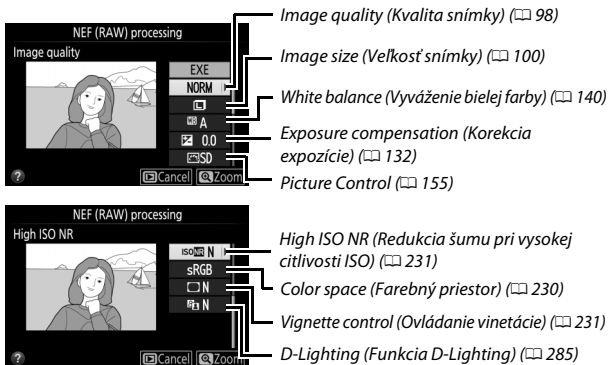 NEF (RAW) processing
Image quality
EXE
NORM
L
WB A
0.0
SD
? Cancel Zoom
Image quality (Kvalita snímky) (98)
Image size (Veľkosť snímky) (100)
White balance (Vyváženie bielej farby) (140)
Exposure compensation (Korekcia
expozície) (132)
Picture Control (155)
NEF (RAW) processing
High ISO NR
ISO NR N
sRGB
N
N
? Cancel Zoom
High ISO NR (Redukcia šumu pri vysokej
citlivosti ISO) (231)
Color space (Farebný priestor) (230)
Vignette control (Ovládanie vinetácie) (231)
D-Lighting (Funkcia D-Lighting) (285)